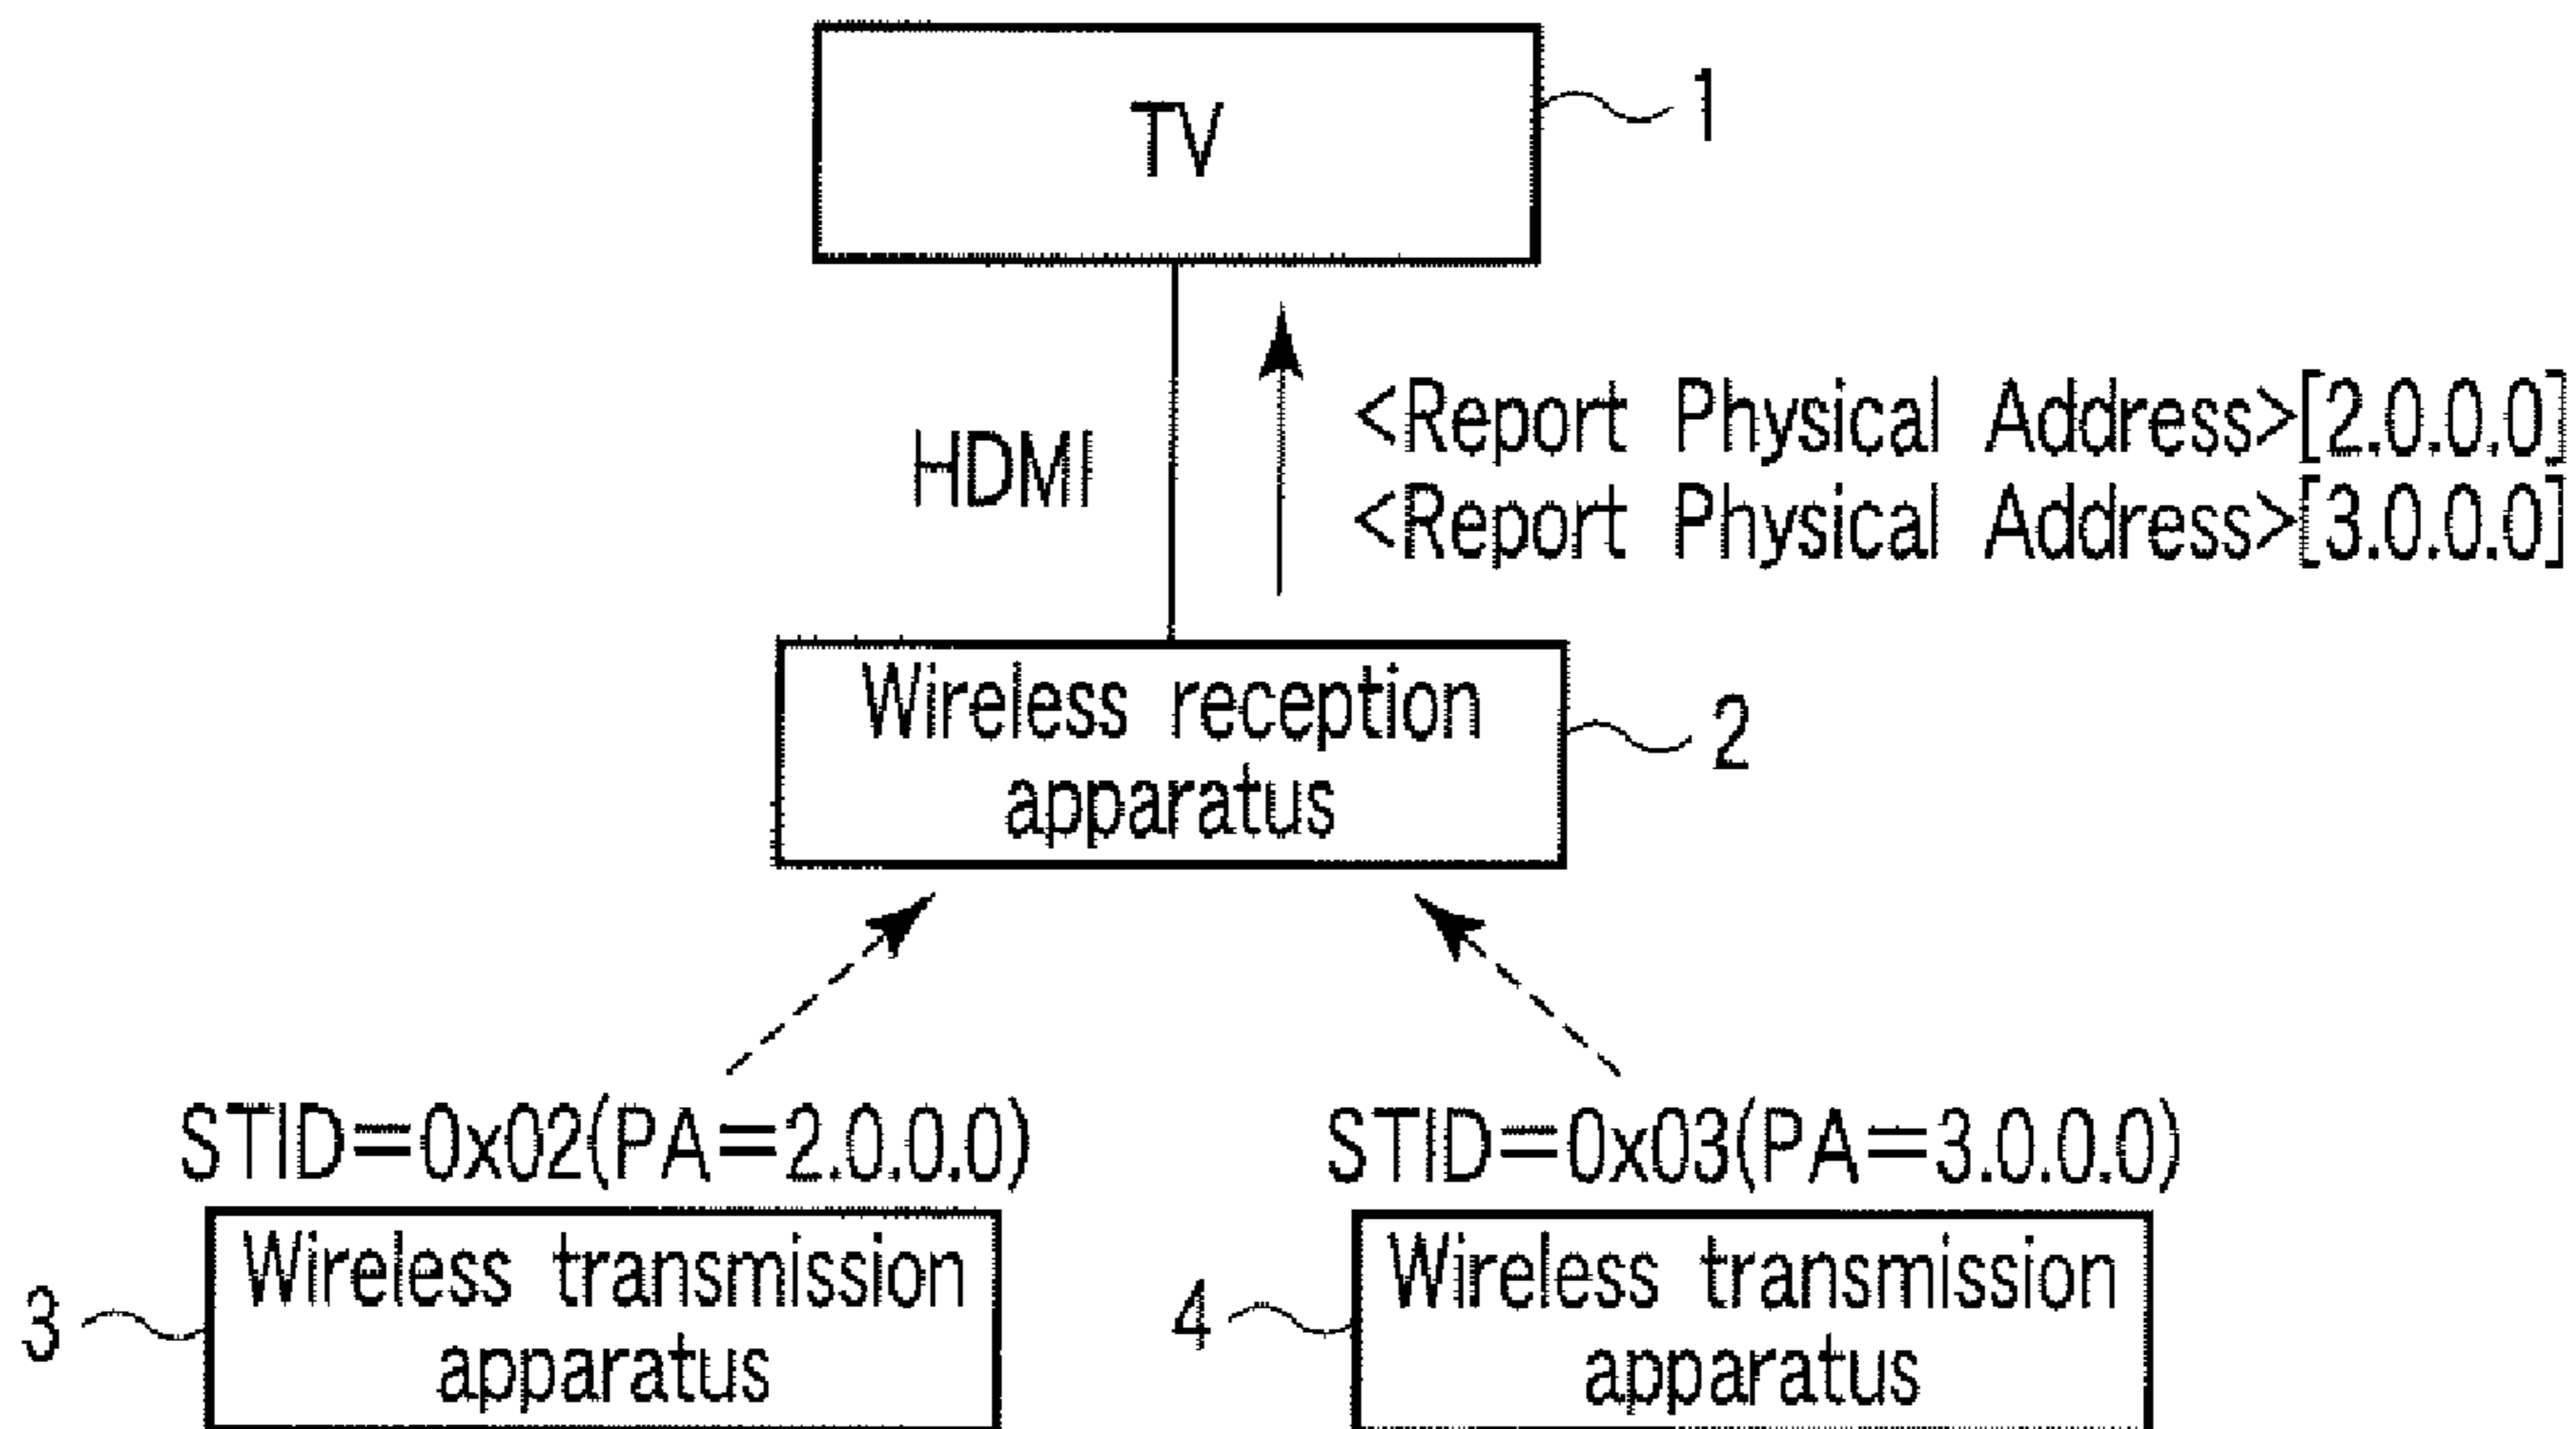 TV
1
HDMI
<Report Physical Address>[2.0.0.0]
<Report Physical Address>[3.0.0.0]
Wireless reception
apparatus
2
STID=0x02(PA=2.0.0.0)
STID=0x03(PA=3.0.0.0)
3
Wireless transmission
apparatus
4
Wireless transmission
apparatus